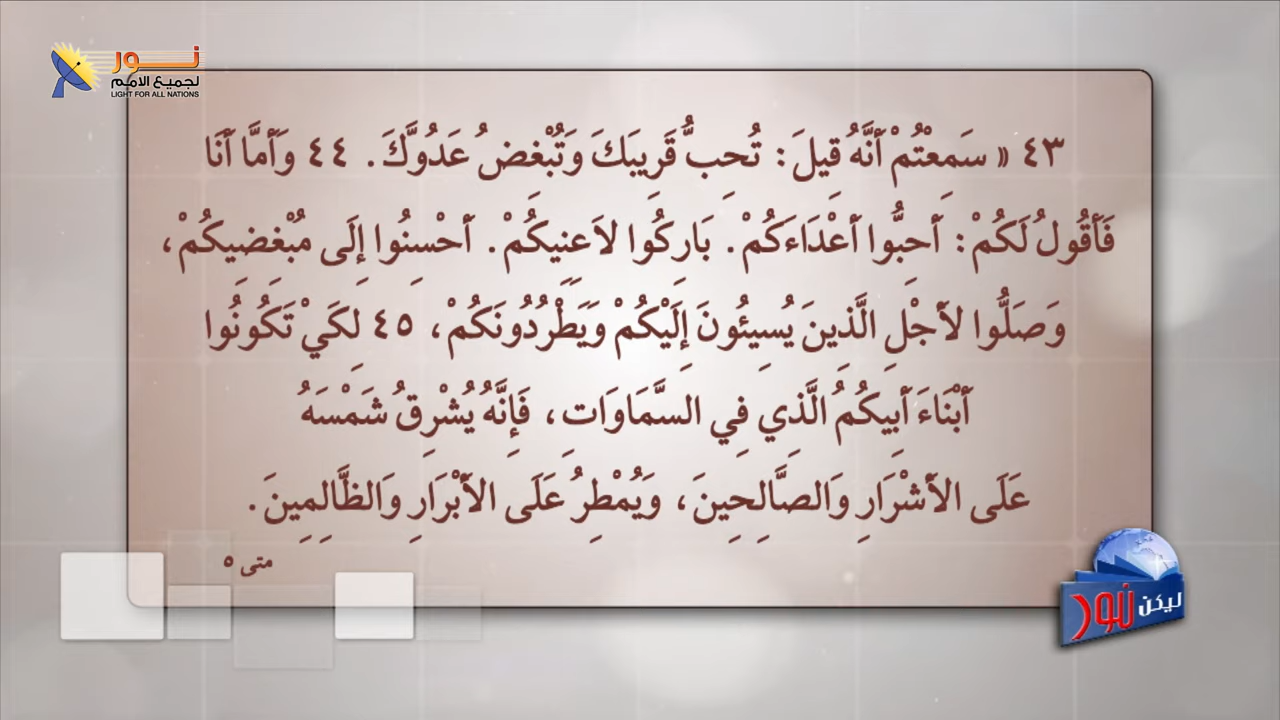 نور
لجميع الامم
LIGHT FOR ALL NATIONS
٤٣ « سَمِعْتُمْ أَنَّهُ قِيلَ: تُحِبُّ قَرِيبَكَ وَتُبْغِضُ عَدُوَّكَ. ٤٤ وَأَمَّا أَنَا
فَأَقُولُ لَكُمْ: أَحِبُّوا أَعْدَاءَكُمْ. بَارِكُوا لاَعِنِيكُمْ. أَحْسِنُوا إِلَى مُبْغِضِيكُمْ،
وَصَلُّوا لأَجْلِ الَّذِينَ يُسِيئُونَ إِلَيْكُمْ وَيَطْرُدُونَكُمْ، ٤٥ لِكَيْ تَكُونُوا
أَبْنَاءَ أَبِيكُمُ الَّذِي فِي السَّمَاوَاتِ، فَإِنَّهُ يُشْرِقُ شَمْسَهُ
عَلَى الأَشْرَارِ وَالصَّالِحِينَ، وَيُمْطِرُ عَلَى الأَبْرَارِ وَالظَّالِمِينَ.
متى ٥
ليكن نور